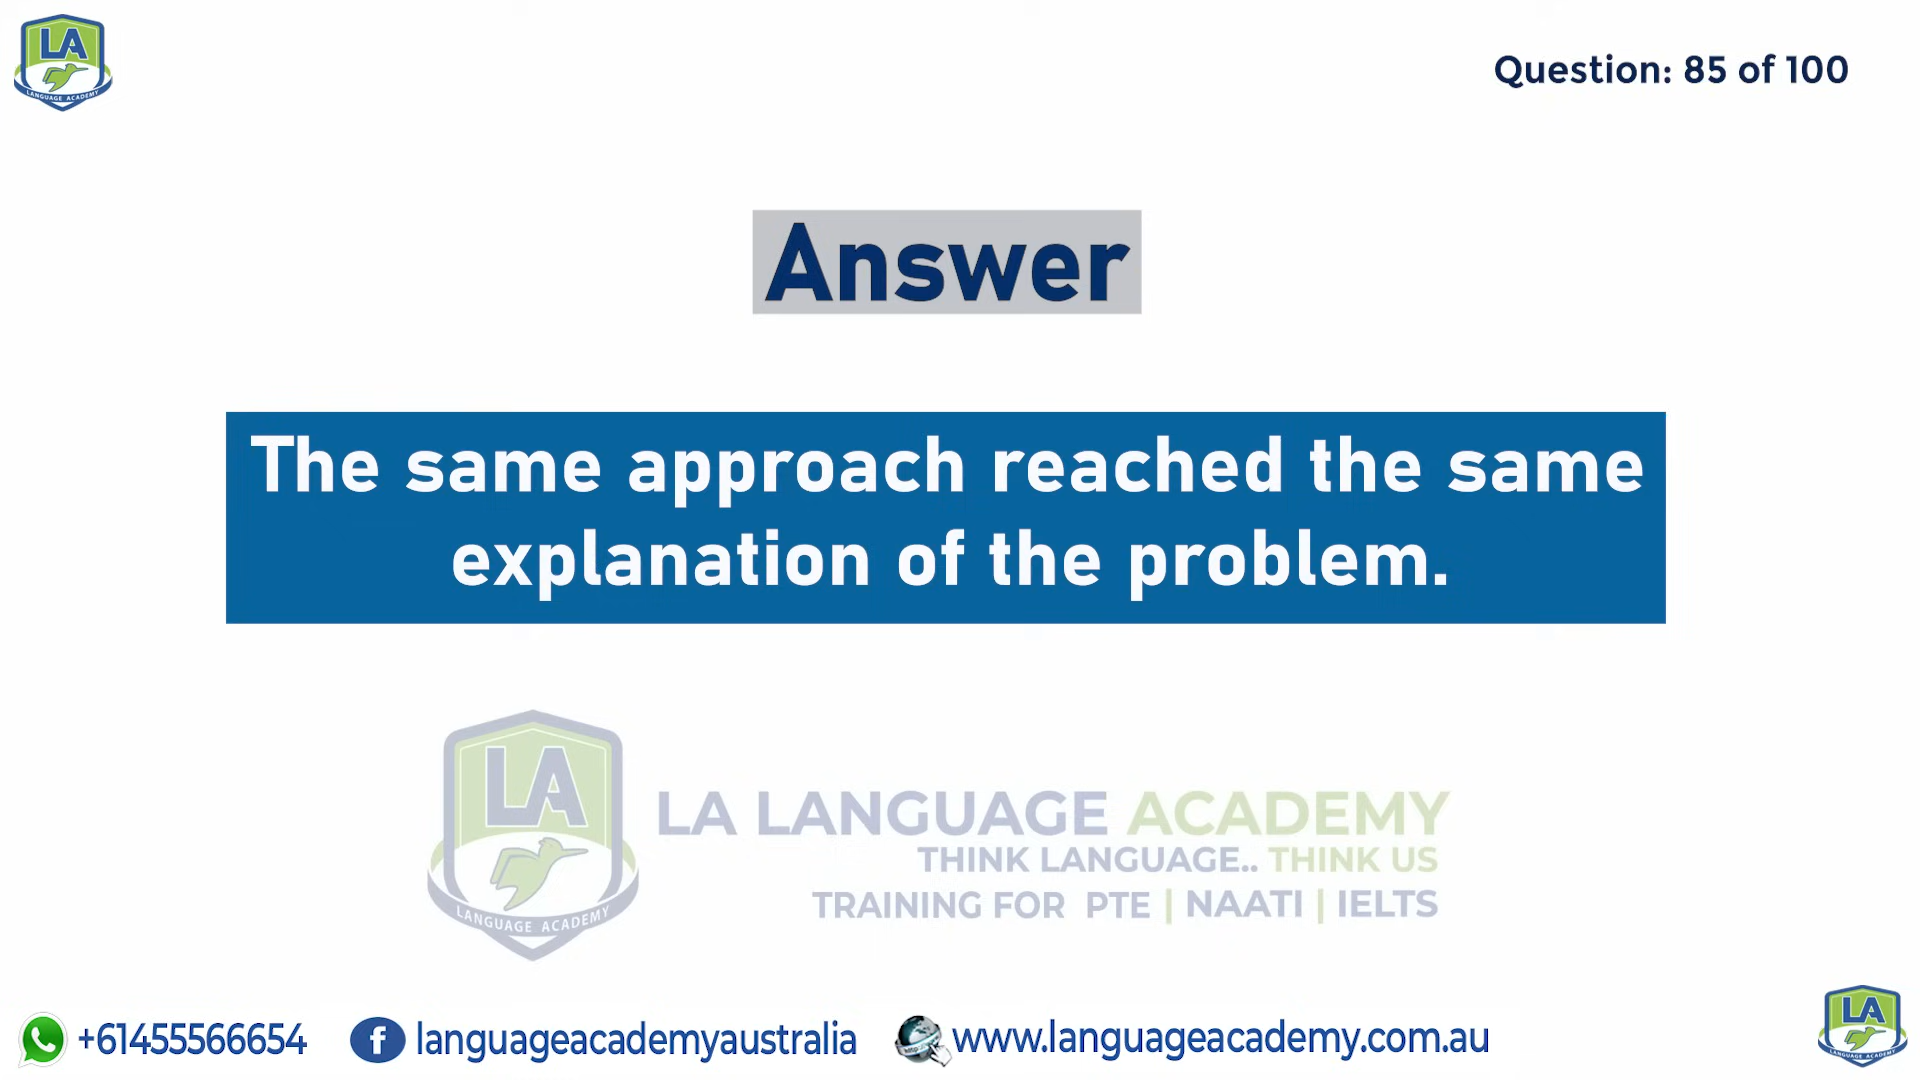 LA
LANGUAGE ACADEMY
Question: 85 of 100
Answer
The same approach reached the same
explanation of the problem.
LA
LANGUAGE ACADEMY
LA LANGUAGE ACADEMY
THINK LANGUAGE.. THINK US
TRAINING FOR PTE | NAATI | IELTS
+61455566654
languageacademyaustralia
www.languageacademy.com.au
LA
LANGUAGE ACADEMY